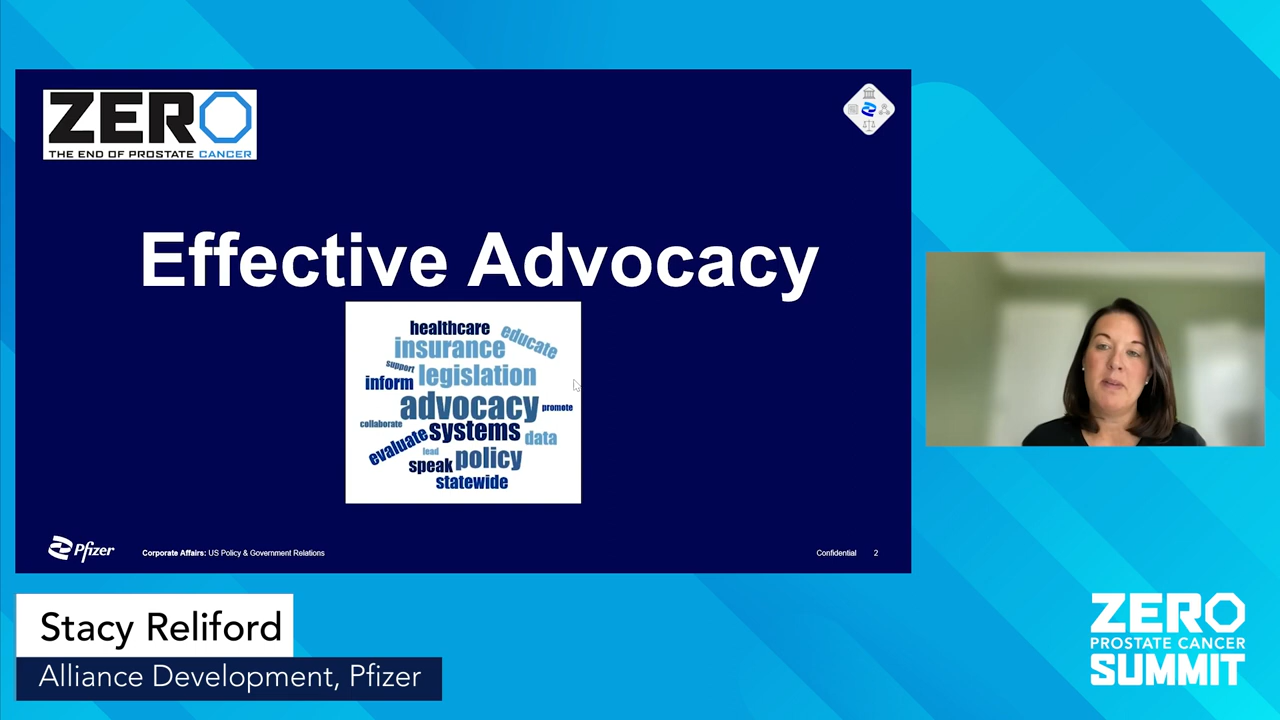 ZERO
THE END OF PROSTATE CANCER
Effective Advocacy
healthcare
educate
insurance
support
inform legislation
advocacy promote
collaborate
evaluate systems data
lead
speak policy
statewide
Pfizer
Corporate Affairs: US Policy & Government Relations
Confidential 2
Stacy Reliford
Alliance Development, Pfizer
ZERO
PROSTATE CANCER
SUMMIT